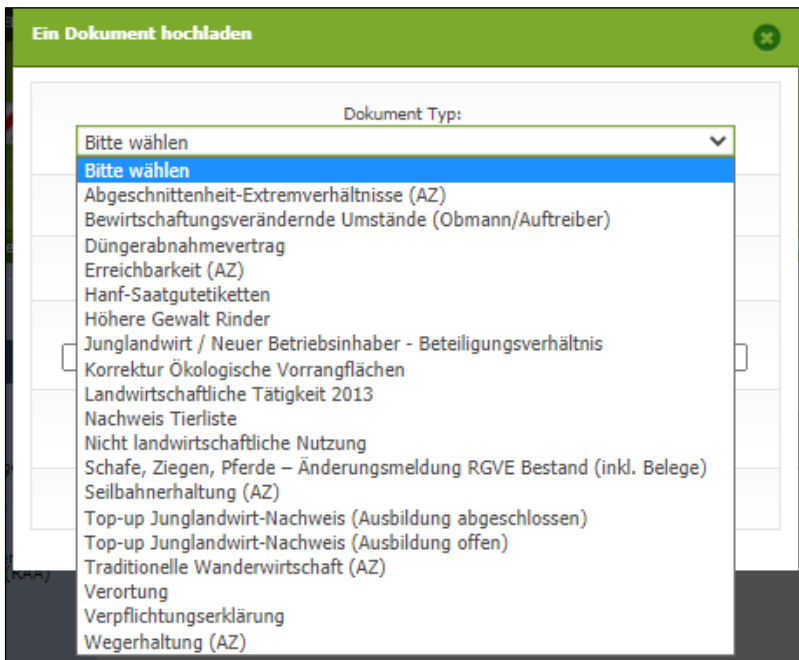 Ein Dokument hochladen
Dokument Typ:
Bitte wählen
Bitte wählen
Abgeschnittenheit-Extremverhältnisse (AZ)
Bewirtschaftungsverändernde Umstände (Obmann/Auftreiber)
Düngerabnahmevertrag
Erreichbarkeit (AZ)
Hanf-Saatgutetiketten
Höhere Gewalt Rinder
Junglandwirt / Neuer Betriebsinhaber - Beteiligungsverhältnis
Korrektur Ökologische Vorrangflächen
Landwirtschaftliche Tätigkeit 2013
Nachweis Tierliste
Nicht landwirtschaftliche Nutzung
Schafe, Ziegen, Pferde – Änderungsmeldung RGVE Bestand (inkl. Belege)
Seilbahnerhaltung (AZ)
Top-up Junglandwirt-Nachweis (Ausbildung abgeschlossen)
Top-up Junglandwirt-Nachweis (Ausbildung offen)
Traditionelle Wanderwirtschaft (AZ)
(RAA)
Verortung
Verpflichtungserklärung
Wegerhaltung (AZ)